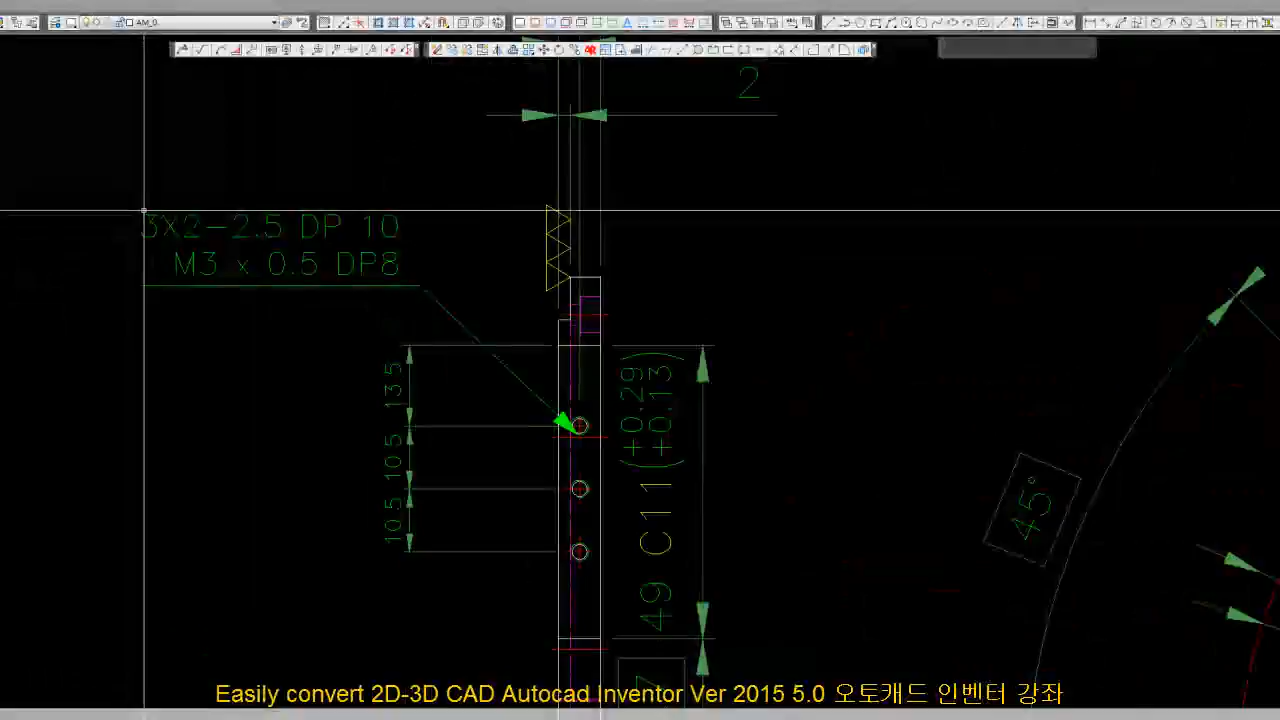 AM_0
2
3X2-2.5 DP 10
M3 x 0.5 DP8
13.5
10.5
10.5
49 C11 (+0.29 +0.13)
45°
Easily convert 2D-3D CAD Autocad Inventor Ver 2015 5.0 오토캐드 인벤터 강좌